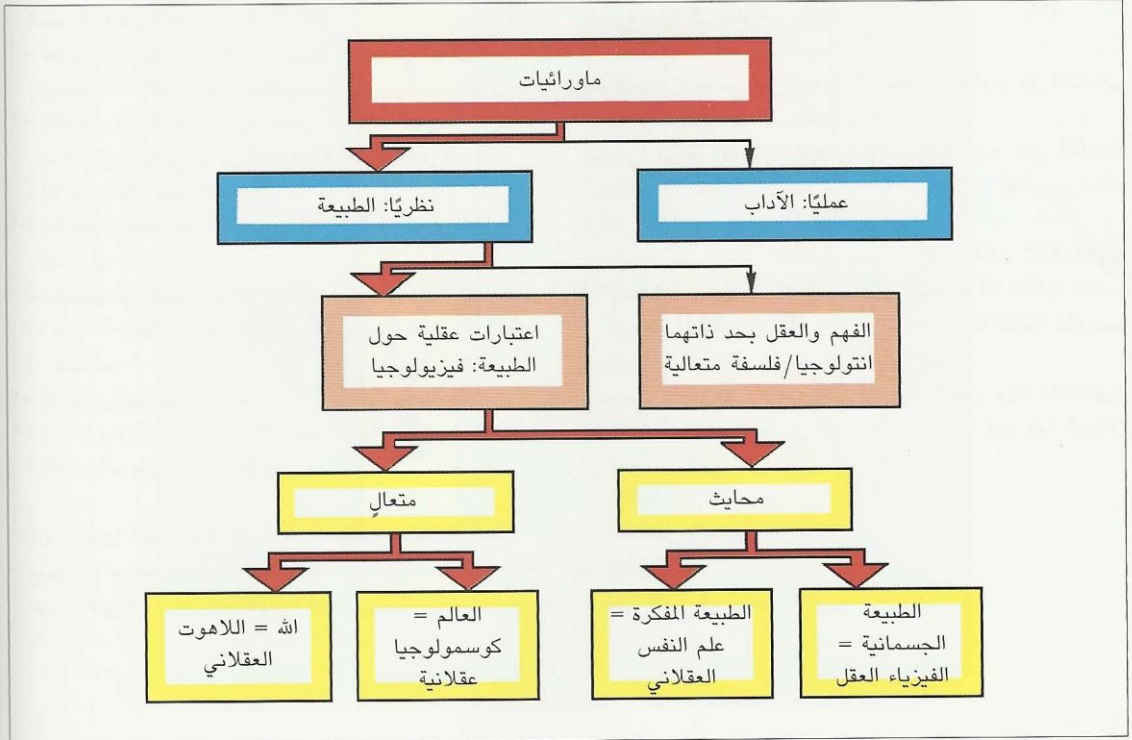 ماورائيات
عمليًا: الآداب
نظريًا: الطبيعة
الفهم والعقل بحد ذاتهما
انتولوجيا/فلسفة متعالية
اعتبارات عقلية حول
الطبيعة: فيزيولوجيا
محايث
متعالٍ
الطبيعة
الجسمانية =
الفيزياء العقل
الطبيعة المفكرة =
علم النفس
العقلاني
العالم =
كوسمولوجيا
عقلانية
الله = اللاهوت
العقلاني